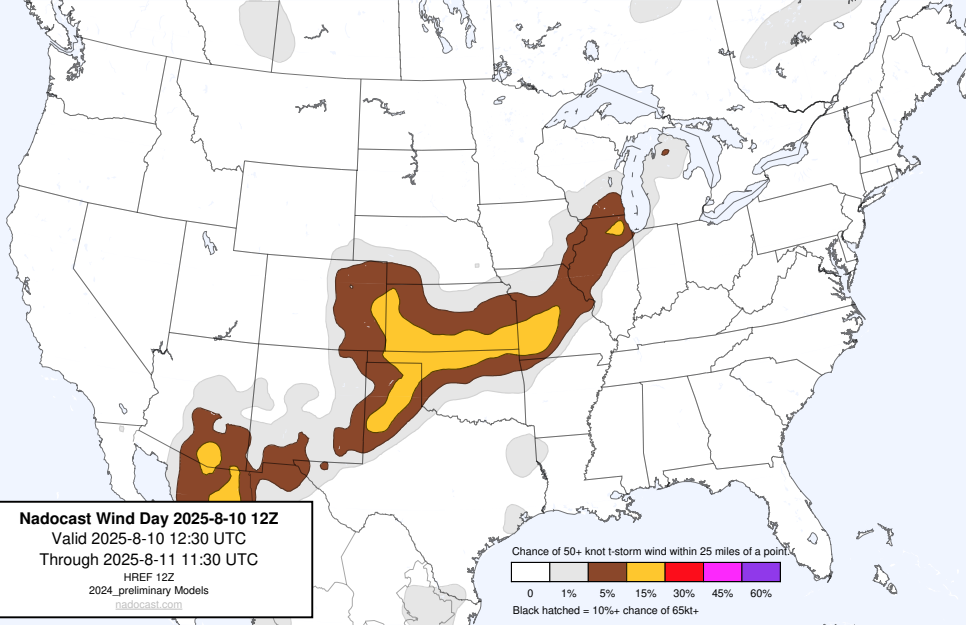 Nadocast Wind Day 2025-8-10 12Z
Valid 2025-8-10 12:30 UTC
Through 2025-8-11 11:30 UTC
HREF 12Z
2024_preliminary Models
nadocast.com
Chance of 50+ knot t-storm wind within 25 miles of a point.
0 1% 5% 15% 30% 45% 60%
Black hatched = 10%+ chance of 65kt+